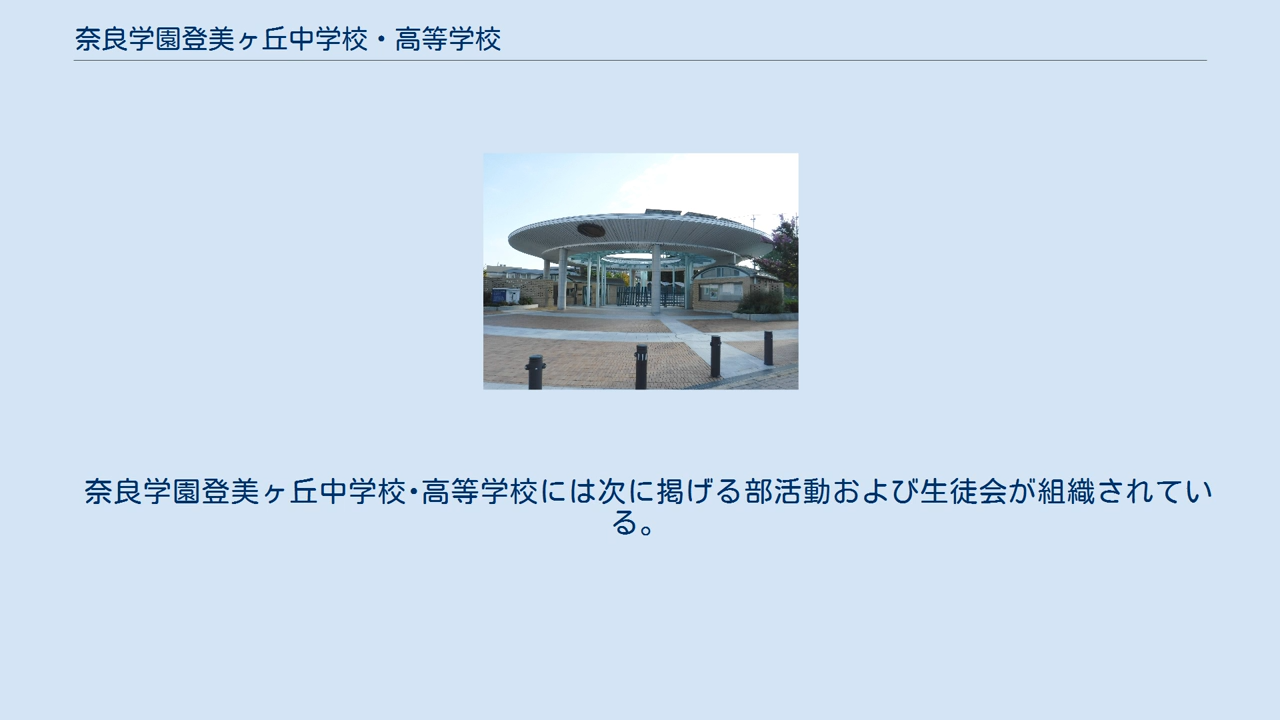 奈良学園登美ヶ丘中学校・高等学校
奈良学園登美ヶ丘中学校・高等学校には次に掲げる部活動および生徒会が組織されてい
る。